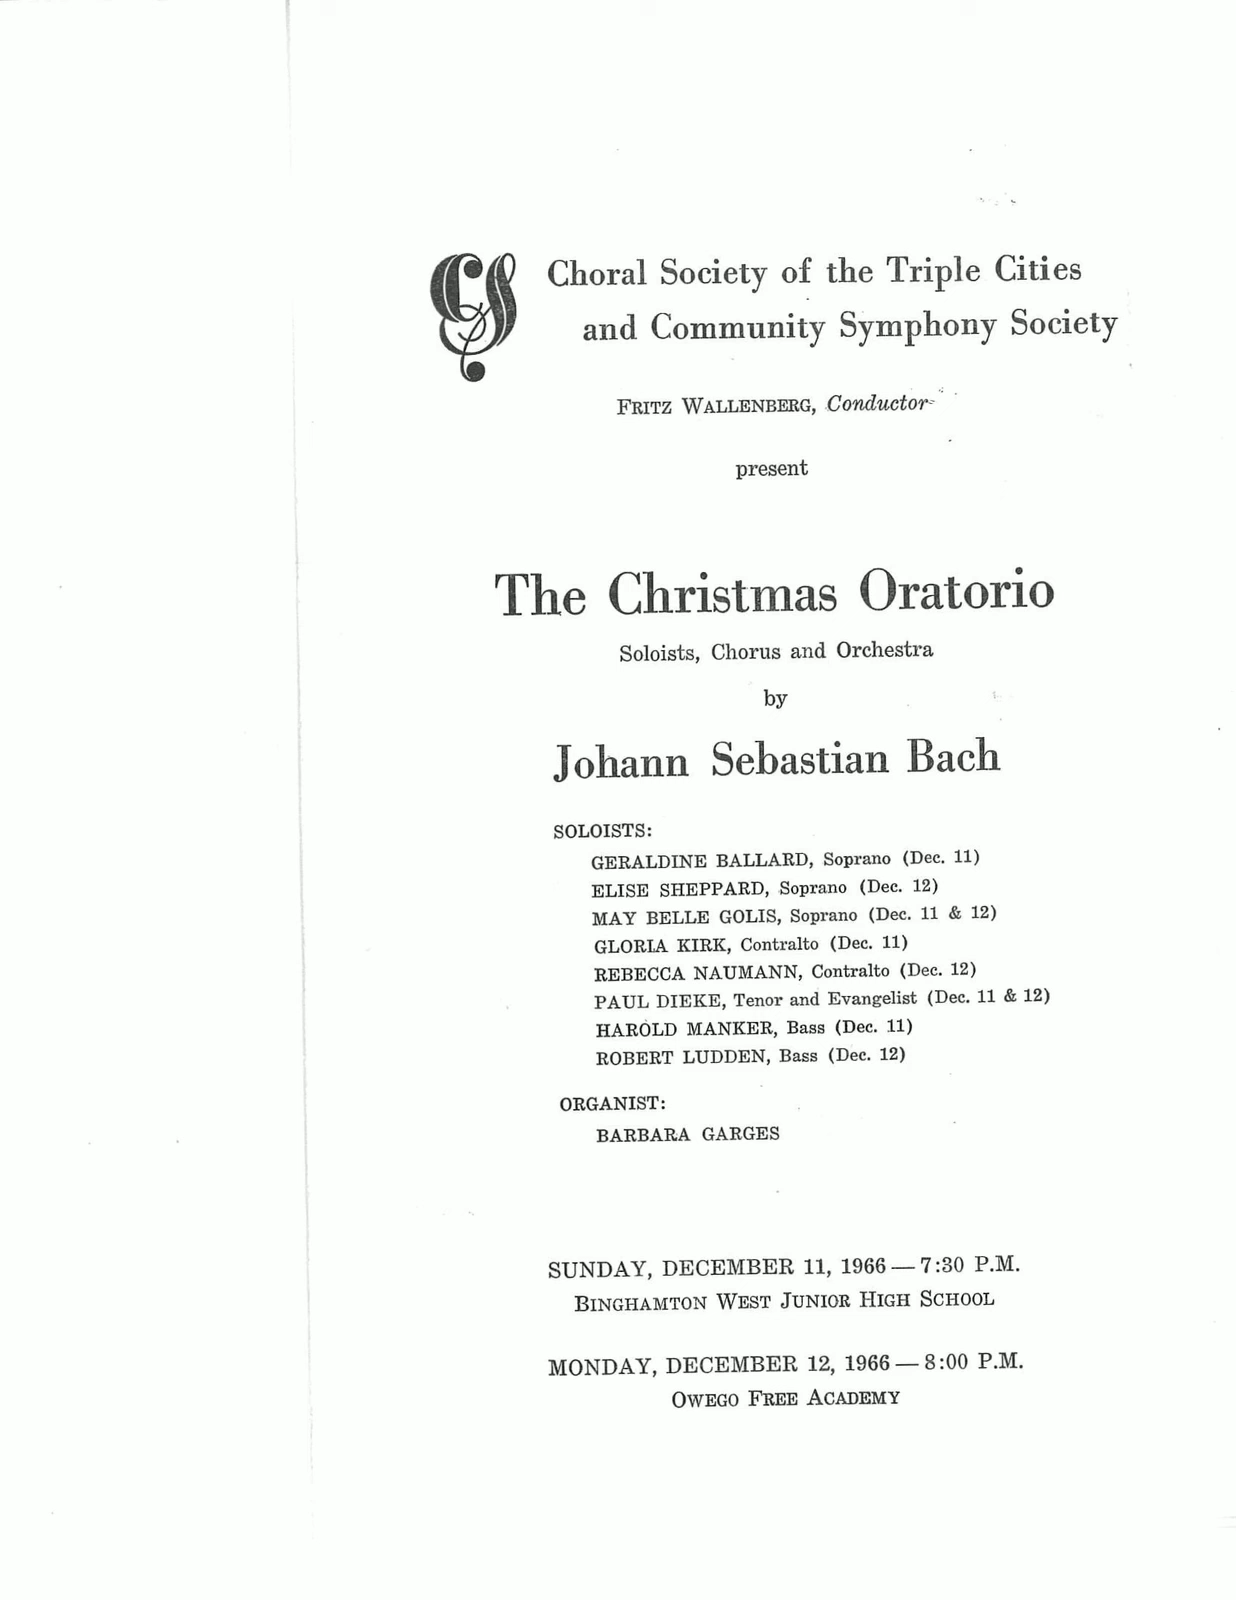 CS
Choral Society of the Triple Cities
and Community Symphony Society
FRITZ WALLENBERG, Conductor
present
The Christmas Oratorio
Soloists, Chorus and Orchestra
by
Johann Sebastian Bach
SOLOISTS:
GERALDINE BALLARD, Soprano (Dec. 11)
ELISE SHEPPARD, Soprano (Dec. 12)
MAY BELLE GOLIS, Soprano (Dec. 11 & 12)
GLORIA KIRK, Contralto (Dec. 11)
REBECCA NAUMANN, Contralto (Dec. 12)
PAUL DIEKE, Tenor and Evangelist (Dec. 11 & 12)
HAROLD MANKER, Bass (Dec. 11)
ROBERT LUDDEN, Bass (Dec. 12)
ORGANIST:
BARBARA GARGES
SUNDAY, DECEMBER 11, 1966 — 7:30 P.M.
BINGHAMTON WEST JUNIOR HIGH SCHOOL
MONDAY, DECEMBER 12, 1966 — 8:00 P.M.
OWEGO FREE ACADEMY